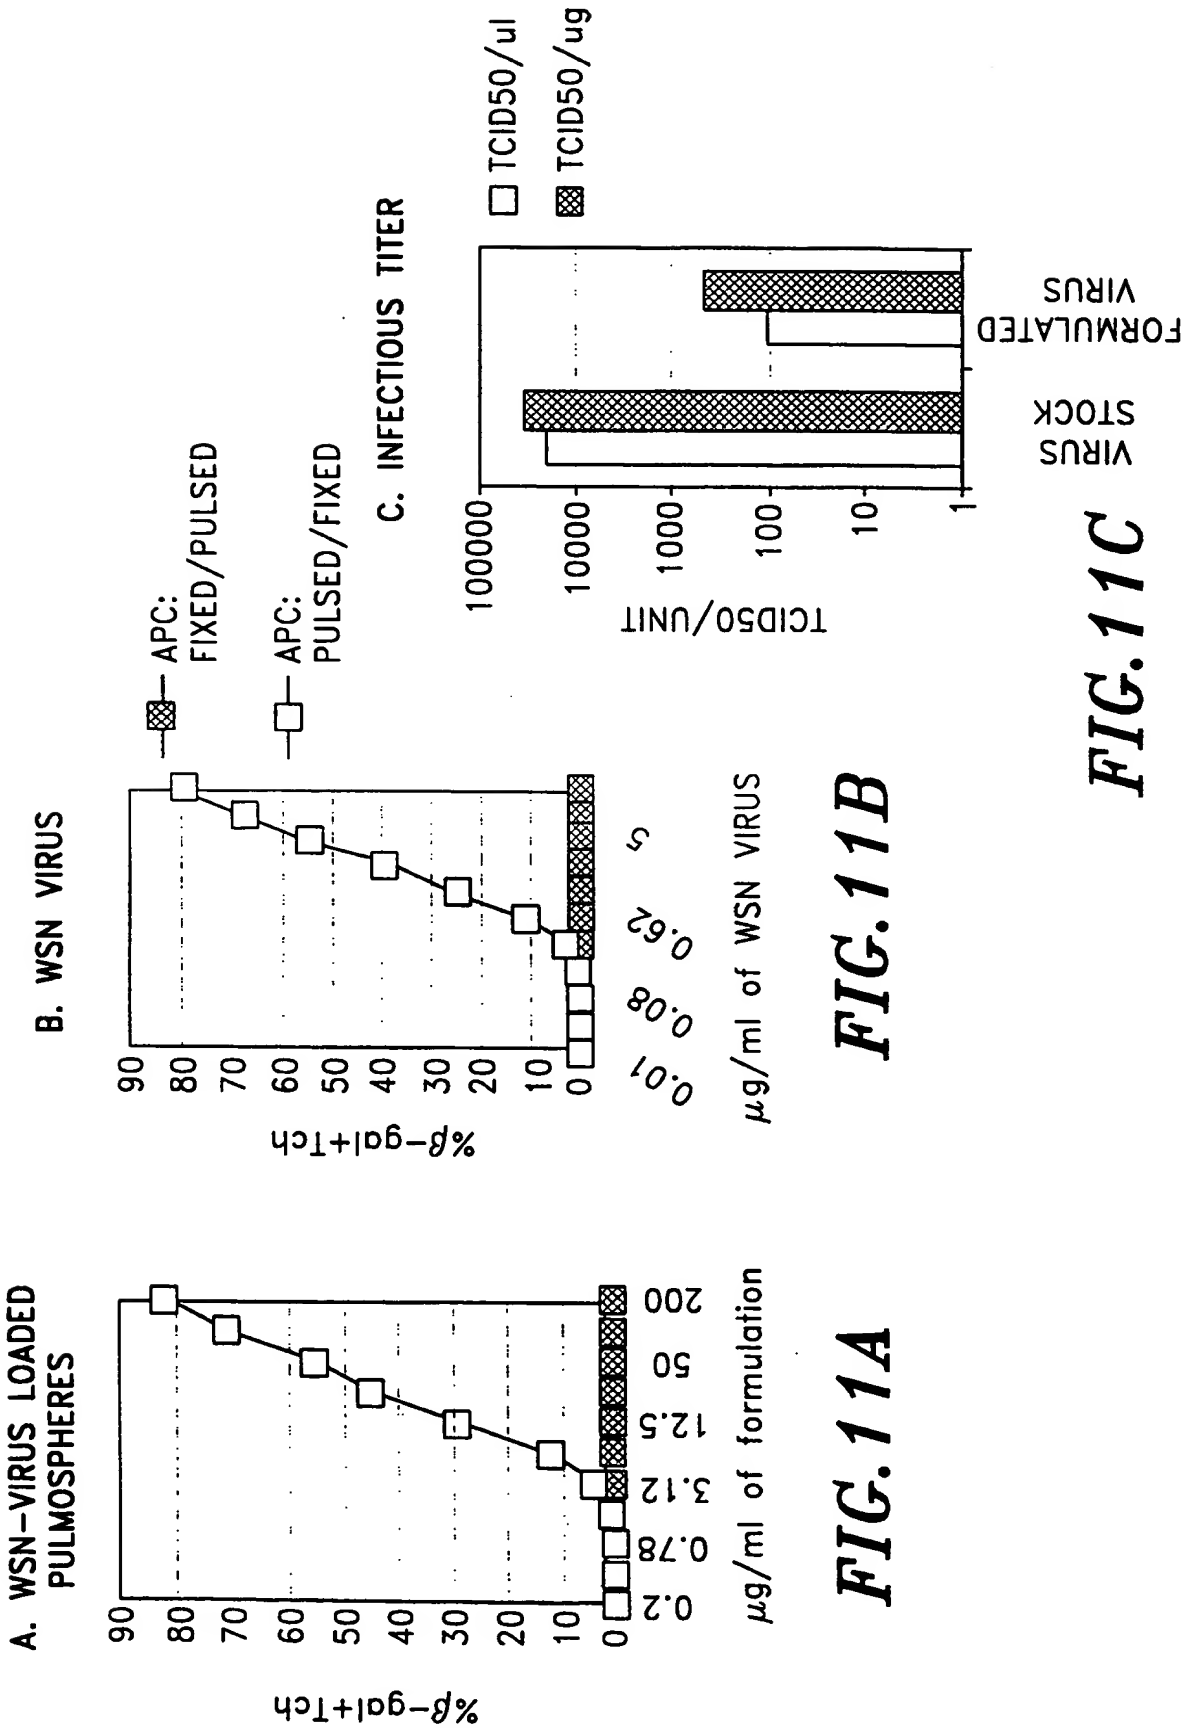 A. WSN-VIRUS LOADED
PULMOSPHERES
%β-gal+Tch
90
80
70
60
50
40
30
20
10
0
0.2
0.78
3.12
12.5
50
200
μg/ml of formulation
FIG.11A
B. WSN VIRUS
%β-gal+Tch
90
80
70
60
50
40
30
20
10
0
0.01
0.08
0.62
5
μg/ml of WSN VIRUS
APC:
FIXED/PULSED
APC:
PULSED/FIXED
FIG.11B
C. INFECTIOUS TITER
TCID50/UNIT
100000
10000
1000
100
10
1
VIRUS
STOCK
FORMULATED
VIRUS
TCID50/ul
TCID50/ug
FIG.11C